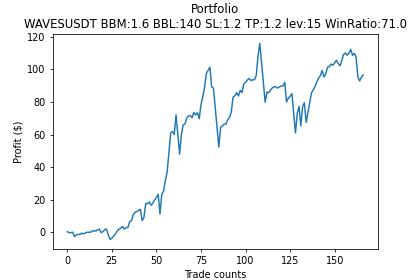 Portfolio
WAVESUSDT BBM:1.6 BBL:140 SL:1.2 TP:1.2 lev:15 WinRatio:71.0
120
100
80
60
40
20
0
Profit ($)
0 25 50 75 100 125 150
Trade counts